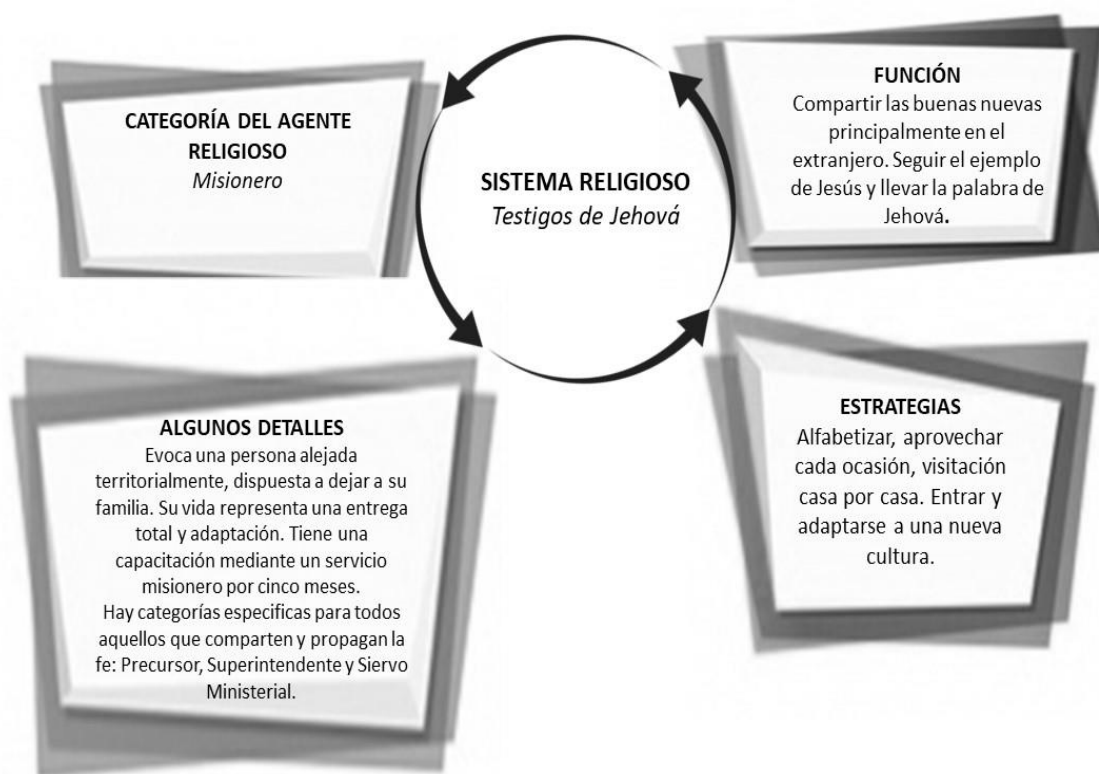 CATEGORÍA DEL AGENTE
RELIGIOSO
Misionero
SISTEMA RELIGIOSO
Testigos de Jehová
FUNCIÓN
Compartir las buenas nuevas
principalmente en el
extranjero. Seguir el ejemplo
de Jesús y llevar la palabra de
Jehová.
ALGUNOS DETALLES
Evoca una persona alejada
territorialmente, dispuesta a dejar a su
familia. Su vida representa una entrega
total y adaptación. Tiene una
capacitación mediante un servicio
misionero por cinco meses.
Hay categorías especificas para todos
aquellos que comparten y propagan la
fe: Precursor, Superintendente y Siervo
Ministerial.
ESTRATEGIAS
Alfabetizar, aprovechar
cada ocasión, visitación
casa por casa. Entrar y
adaptarse a una nueva
cultura.